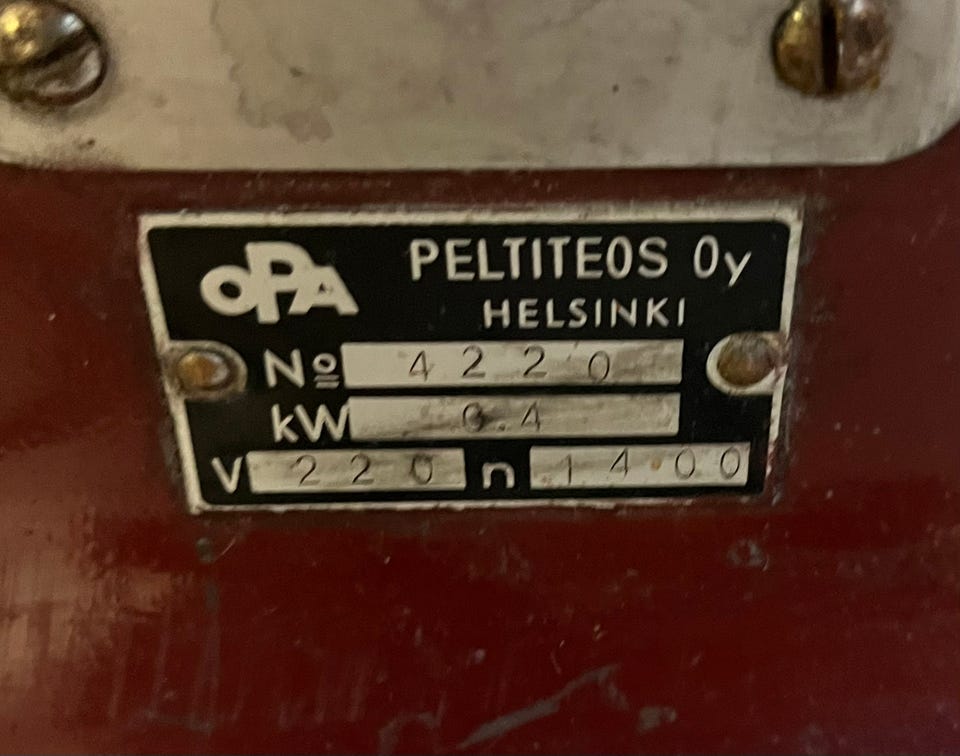 OPA
PELTITEOS Oy
HELSINKI
No 4220
kW 0.4
V 220 n 1400